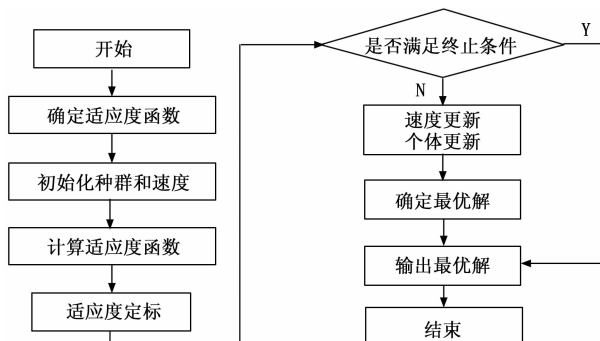 开始
确定适应度函数
初始化种群和速度
计算适应度函数
适应度定标
是否满足终止条件
Y
N
速度更新
个体更新
确定最优解
输出最优解
结束